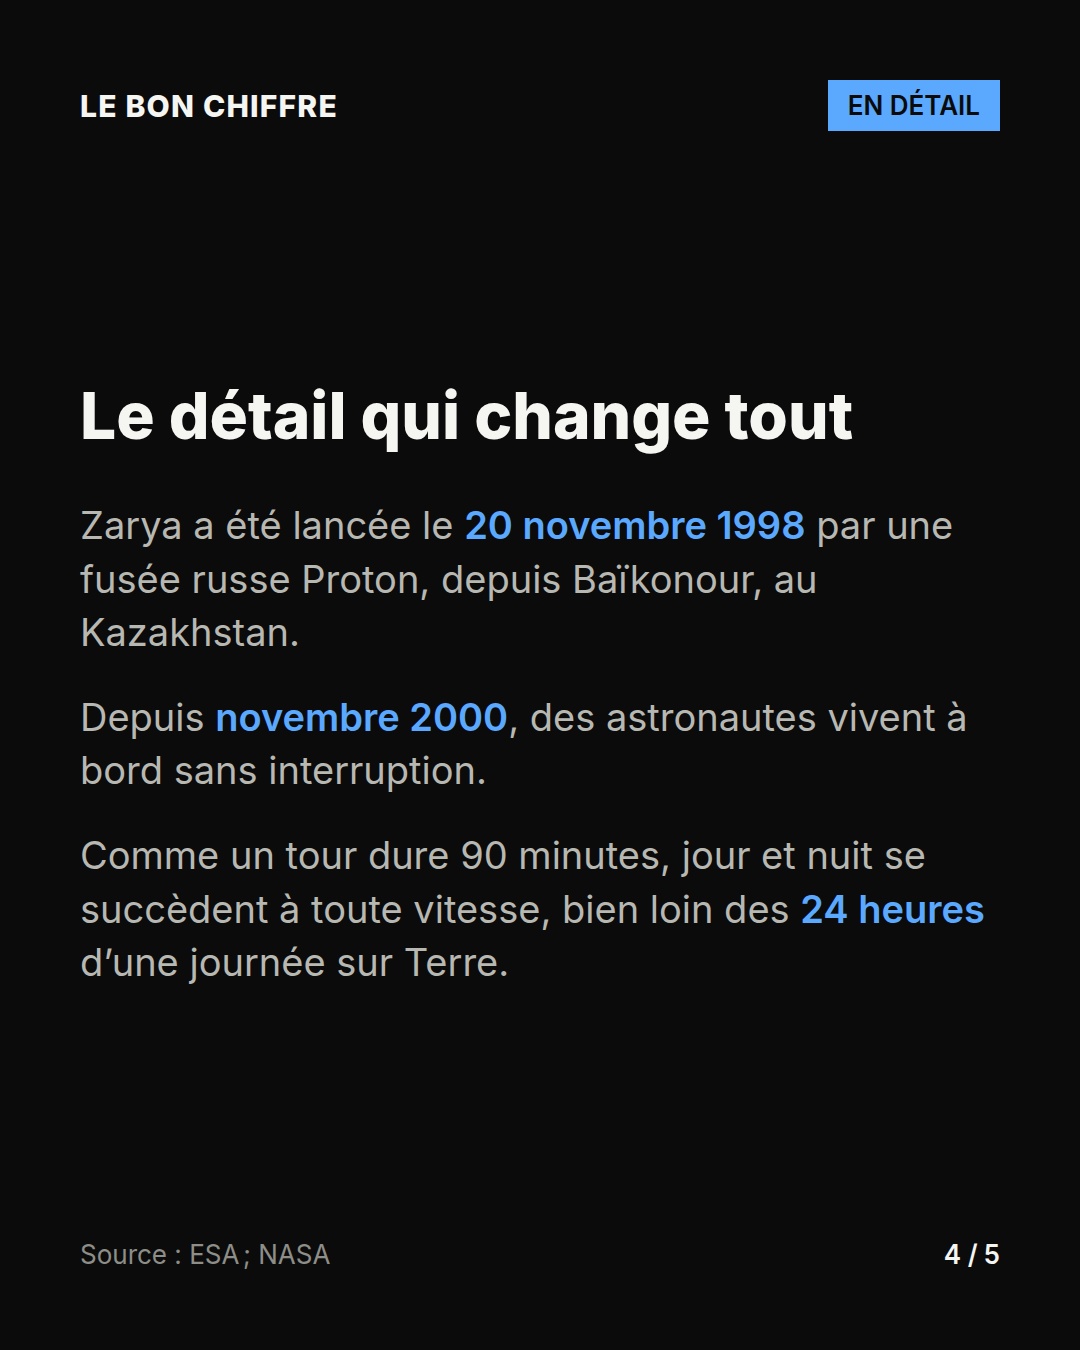 LE BON CHIFFRE
EN DÉTAIL
Le détail qui change tout
Zarya a été lancée le 20 novembre 1998 par une
fusée russe Proton, depuis Baïkonour, au
Kazakhstan.
Depuis novembre 2000, des astronautes vivent à
bord sans interruption.
Comme un tour dure 90 minutes, jour et nuit se
succèdent à toute vitesse, bien loin des 24 heures
d’une journée sur Terre.
Source : ESA ; NASA
4 / 5